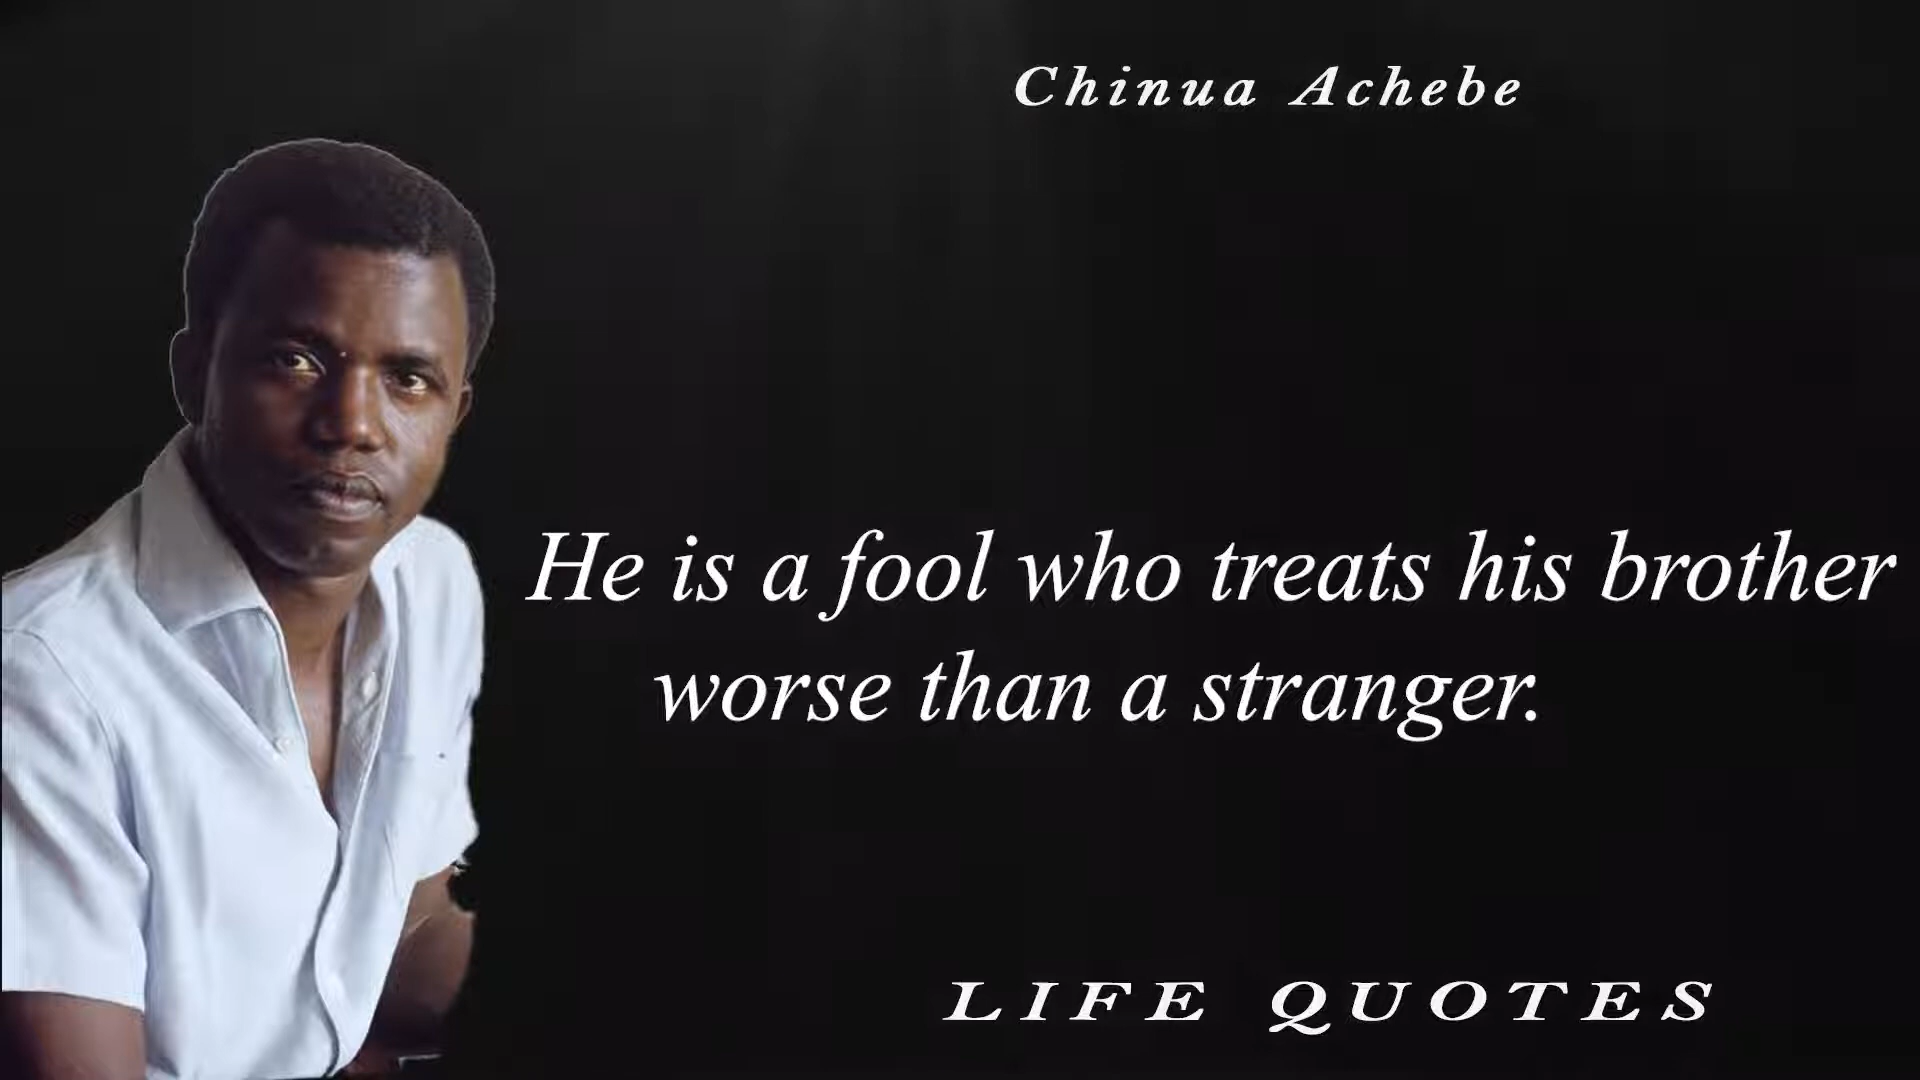 Chinua Achebe
He is a fool who treats his brother
worse than a stranger.
LIFE QUOTES